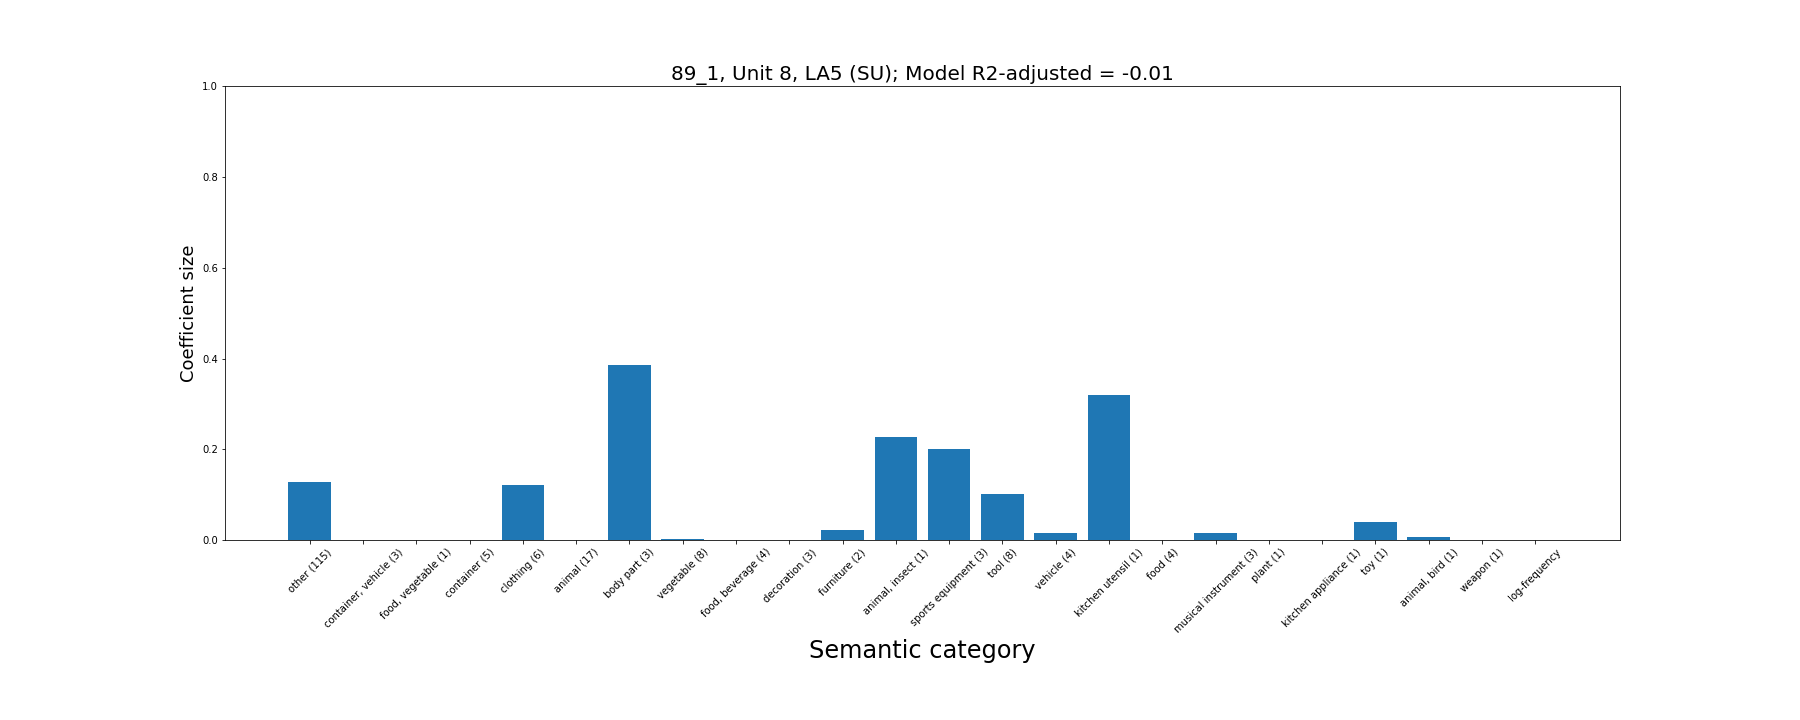 89_1, Unit 8, LA5 (SU); Model R2-adjusted = -0.01
Coefficient size
1.0
0.8
0.6
0.4
0.2
0.0
other (115)
container, vehicle (3)
food, vegetable (1)
container (5)
clothing (6)
animal (17)
body part (3)
vegetable (8)
food, beverage (4)
decoration (3)
furniture (2)
animal, insect (1)
sports equipment (3)
tool (8)
vehicle (4)
kitchen utensil (1)
food (4)
musical instrument (3)
plant (1)
kitchen appliance (1)
toy (1)
animal, bird (1)
weapon (1)
log-frequency
Semantic category